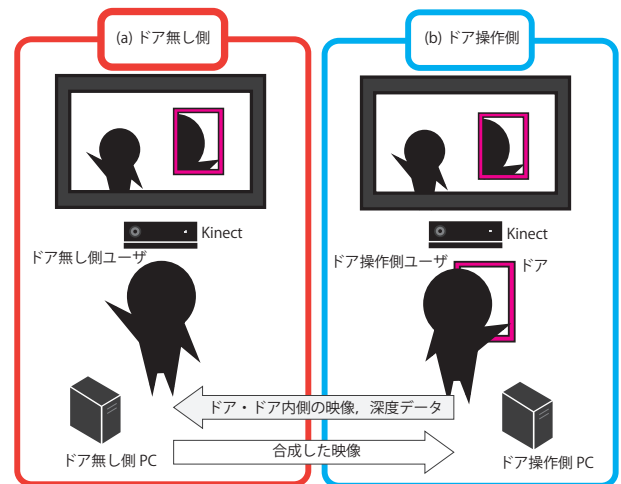 (a) ドア無し側
(b) ドア操作側
Kinect
ドア無し側ユーザ
Kinect
ドア操作側ユーザ
ドア
ドア・ドア内側の映像，深度データ
合成した映像
ドア無し側 PC
ドア操作側 PC